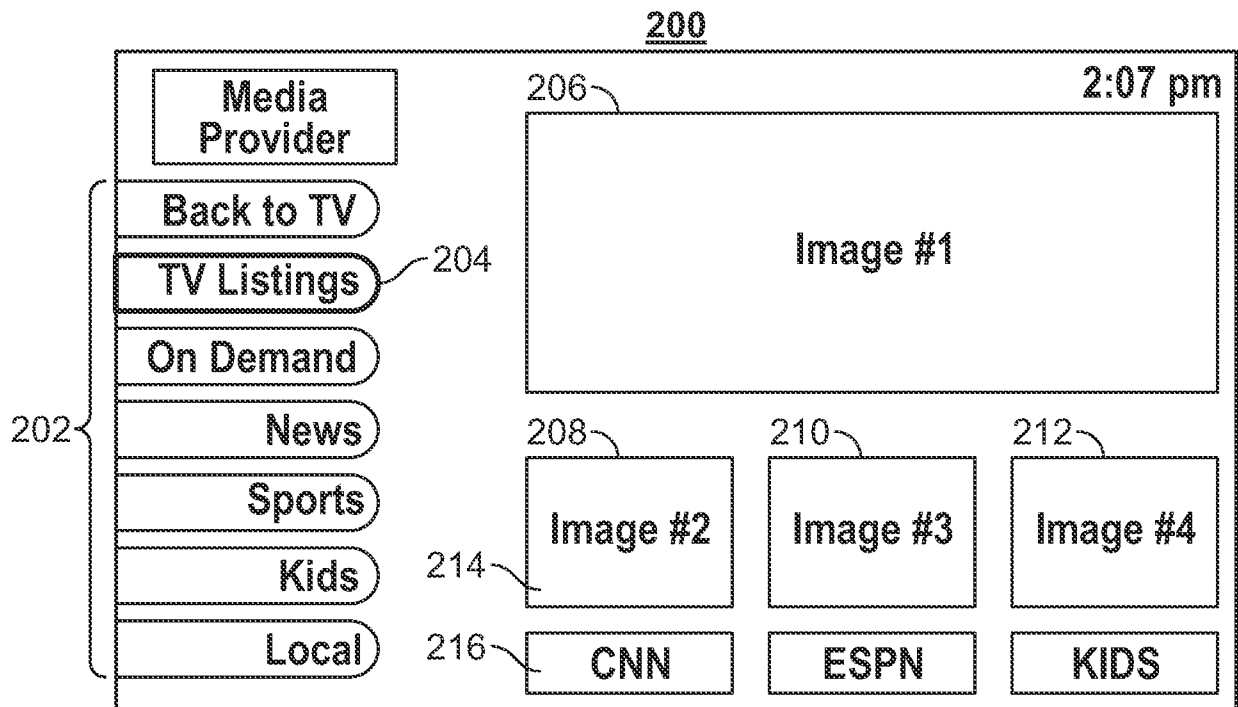 200
2:07 pm
Media
Provider
206
Back to TV
TV Listings
204
Image #1
On Demand
202
News
208
210
212
Sports
Image #2
Image #3
Image #4
214
Kids
Local
216
CNN
ESPN
KIDS